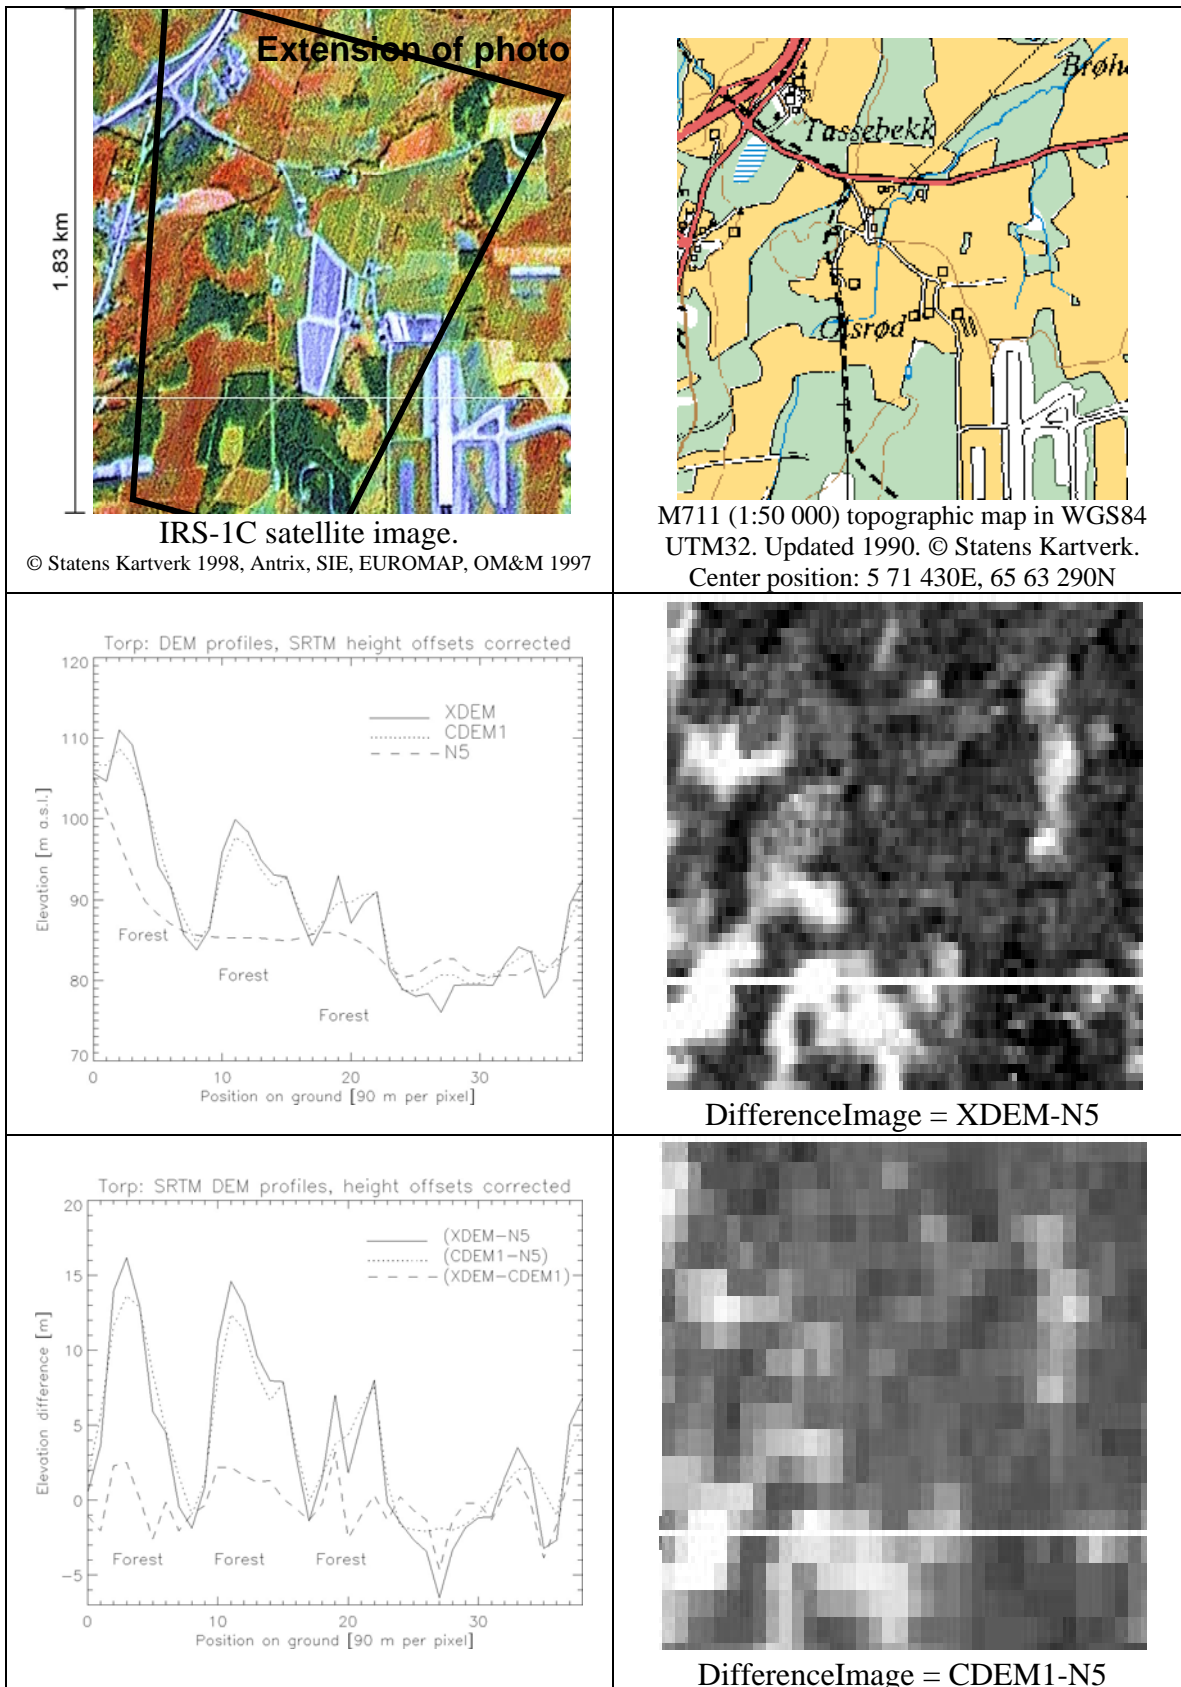 Extension of photo
1.83 km
IRS-1C satellite image.
© Statens Kartverk 1998, Antrix, SIE, EUROMAP, OM&M 1997
Brøh
Tassebekk
srød
M711 (1:50 000) topographic map in WGS84
UTM32. Updated 1990. © Statens Kartverk.
Center position: 5 71 430E, 65 63 290N
Torp: DEM profiles, SRTM height offsets corrected
120
110
100
90
80
70
Elevation [m a.s.l.]
XDEM
CDEM1
N5
Forest
Forest
Forest
0
10
20
30
Position on ground [90 m per pixel]
DifferenceImage = XDEM-N5
Torp: SRTM DEM profiles, height offsets corrected
20
15
10
5
0
-5
Elevation difference [m]
(XDEM-N5
(CDEM1-N5)
(XDEM-CDEM1)
Forest
Forest
Forest
0
10
20
30
Position on ground [90 m per pixel]
DifferenceImage = CDEM1-N5